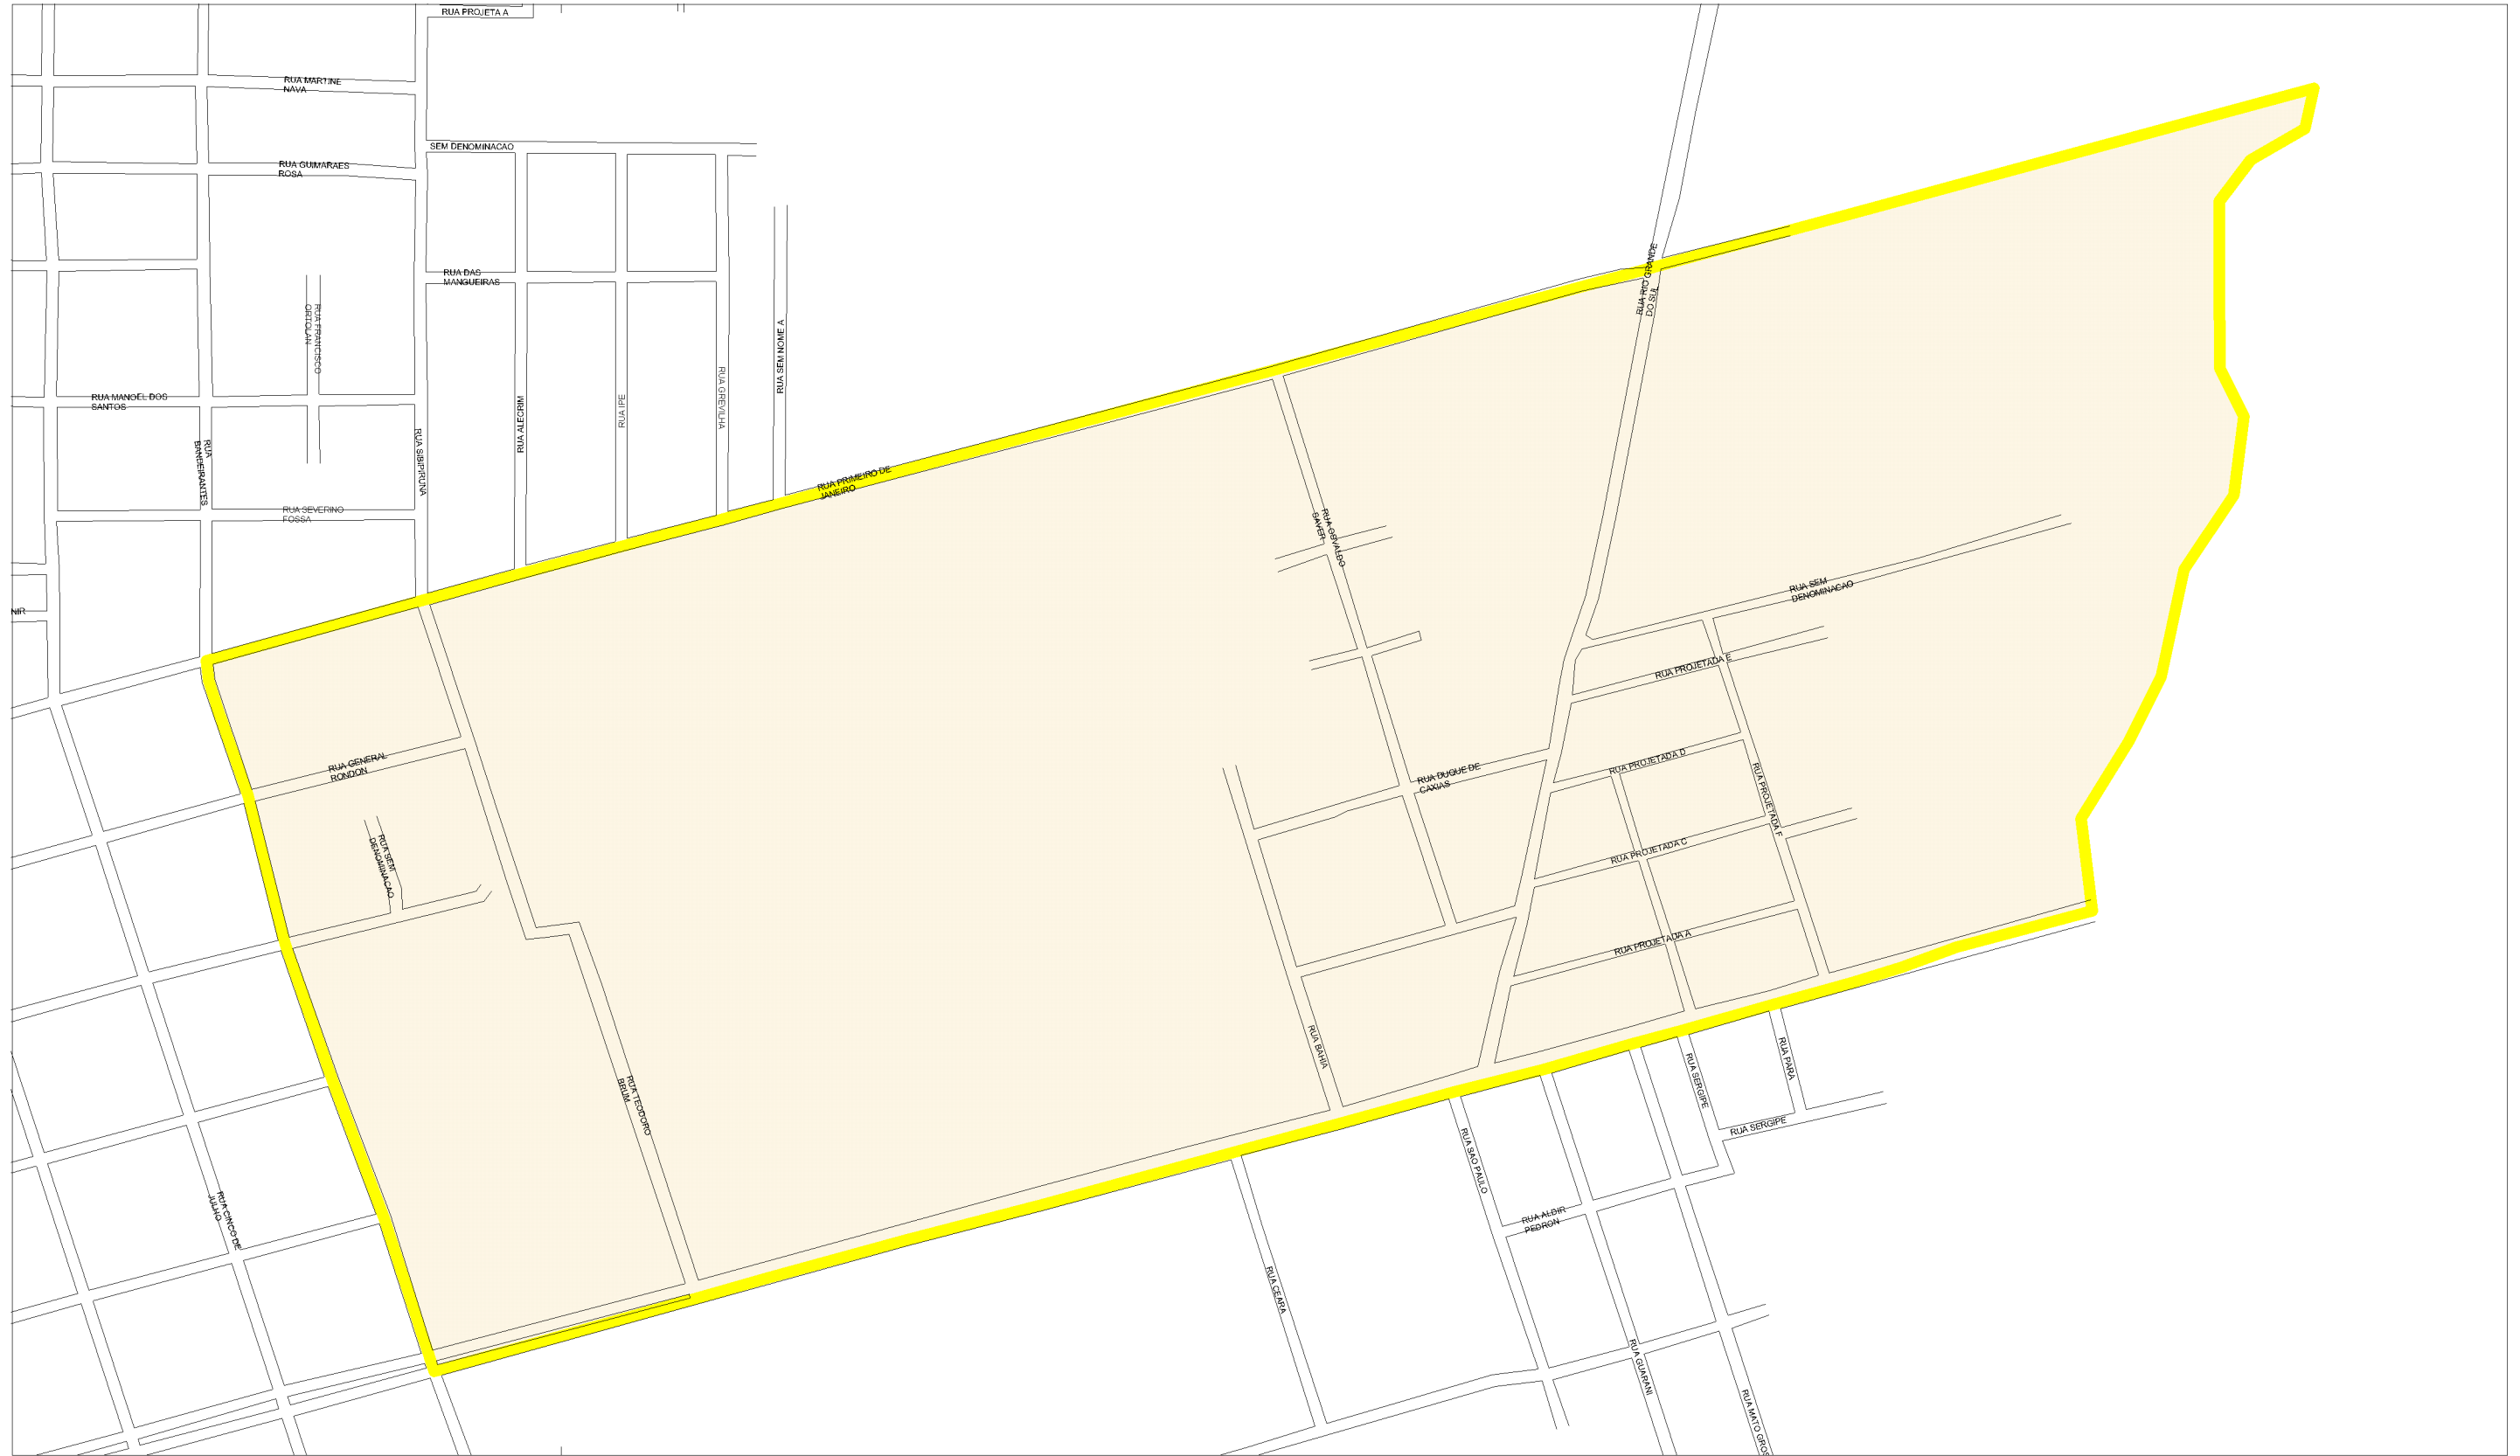 RUA PROJETA A
RUA MARTINE
NAVA
SEM DENOMINACAO
RUA GUIMARAES
ROSA
RUA DAS
MANGUEIRAS
RUA RIO GRANDE
DO SUL
RUA FRANCISCO
ORTOLAN
RUA SEM NOME A
RUA MANOEL DOS
SANTOS
RUA ALECRIM
RUA IPE
RUA GREVILHA
RUA
BANDEIRANTES
RUA SIBIPIRUNA
RUA PRIMEIRO DE
JANEIRO
RUA SEVERINO
FOSSA
RUA OSVALDO
SAVER
RUA SEM
DENOMINACAO
NIR
RUA PROJETADA E
RUA GENERAL
RONDON
RUA DUQUE DE
CAXIAS
RUA PROJETADA D
RUA PROJETADA F
RUA SEM
DENOMINACAO
RUA PROJETADA C
RUA PROJETADA A
RUA BAHIA
RUA TEODORO
BRUM
RUA SERGIPE
RUA PARA
RUA SERGIPE
RUA SAO PAULO
RUA CINCO DE
JULHO
RUA ALDIR
PEDRON
RUA CEARA
RUA GUARANI
RUA MATO GROS